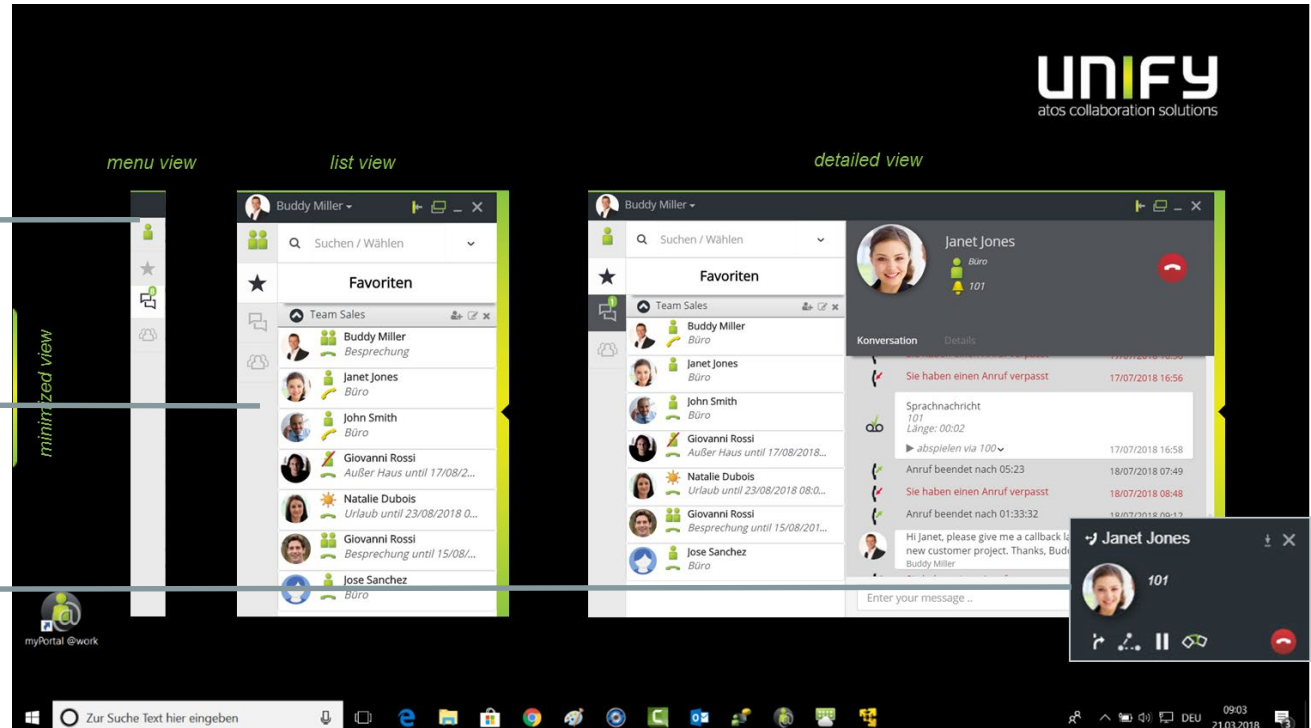 UNIFY
atos collaboration solutions
menu view
list view
detailed view
minimized view
8
Buddy Miller
Suchen / Wählen
Favoriten
Team Sales
Buddy Miller
Besprechung
Janet Jones
Büro
John Smith
Büro
Giovanni Rossi
Außer Haus until 17/08/2...
Natalie Dubois
Urlaub until 23/08/2018 0...
Giovanni Rossi
Besprechung until 15/08/...
Jose Sanchez
Büro
Buddy Miller
1
Suchen / Wählen
Favoriten
Team Sales
Buddy Miller
Büro
Janet Jones
Büro
John Smith
Büro
Giovanni Rossi
Außer Haus until 17/08/2018...
Natalie Dubois
Urlaub until 23/08/2018 08:0...
Giovanni Rossi
Besprechung until 15/08/201...
Jose Sanchez
Büro
Janet Jones
Büro
101
Konversation Details
Sie haben einen Anruf verpasst 17/07/2018 16:56
Sprachnachricht
101
Länge: 00:02
abspielen via 100 17/07/2018 16:58
Anruf beendet nach 05:23 18/07/2018 07:49
Sie haben einen Anruf verpasst 18/07/2018 08:48
Anruf beendet nach 01:33:32 18/07/2018 09:12
Hi Janet, please give me a callback
new customer project. Thanks,
Buddy Miller
Enter your message ..
Janet Jones
101
myPortal @work
Zur Suche Text hier eingeben
DEU
09:03
21.03.2018
3